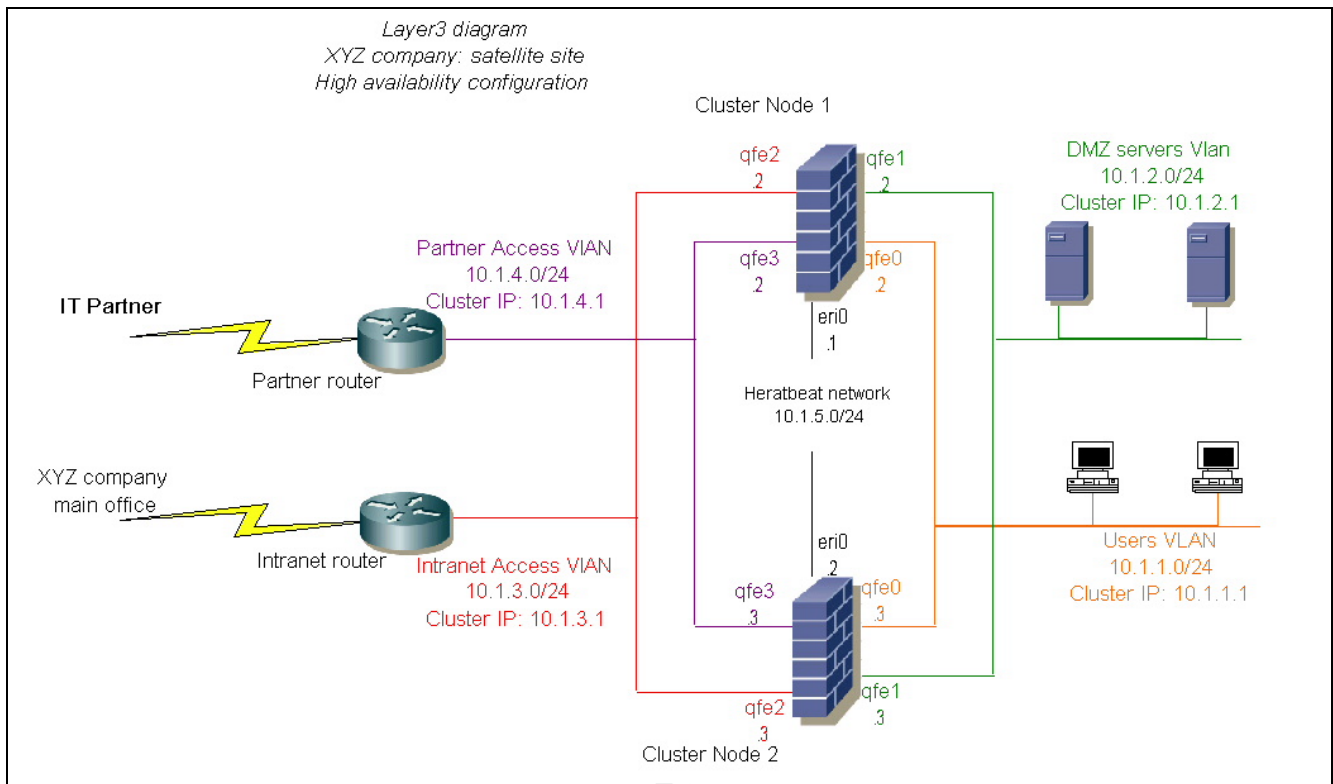 Layer3 diagram
XYZ company: satellite site
High availability configuration
Cluster Node 1
qfe2
.2
qfe1
.2
DMZ servers Vlan
10.1.2.0/24
Cluster IP: 10.1.2.1
Partner Access VlAN
10.1.4.0/24
Cluster IP: 10.1.4.1
qfe3
.2
qfe0
.2
IT Partner
Partner router
eri0
.1
Heratbeat network
10.1.5.0/24
XYZ company
main office
Intranet router
Intranet Access VlAN
10.1.3.0/24
Cluster IP: 10.1.3.1
eri0
.2
Users VLAN
10.1.1.0/24
Cluster IP: 10.1.1.1
qfe3
.3
qfe0
.3
qfe2
.3
qfe1
.3
Cluster Node 2